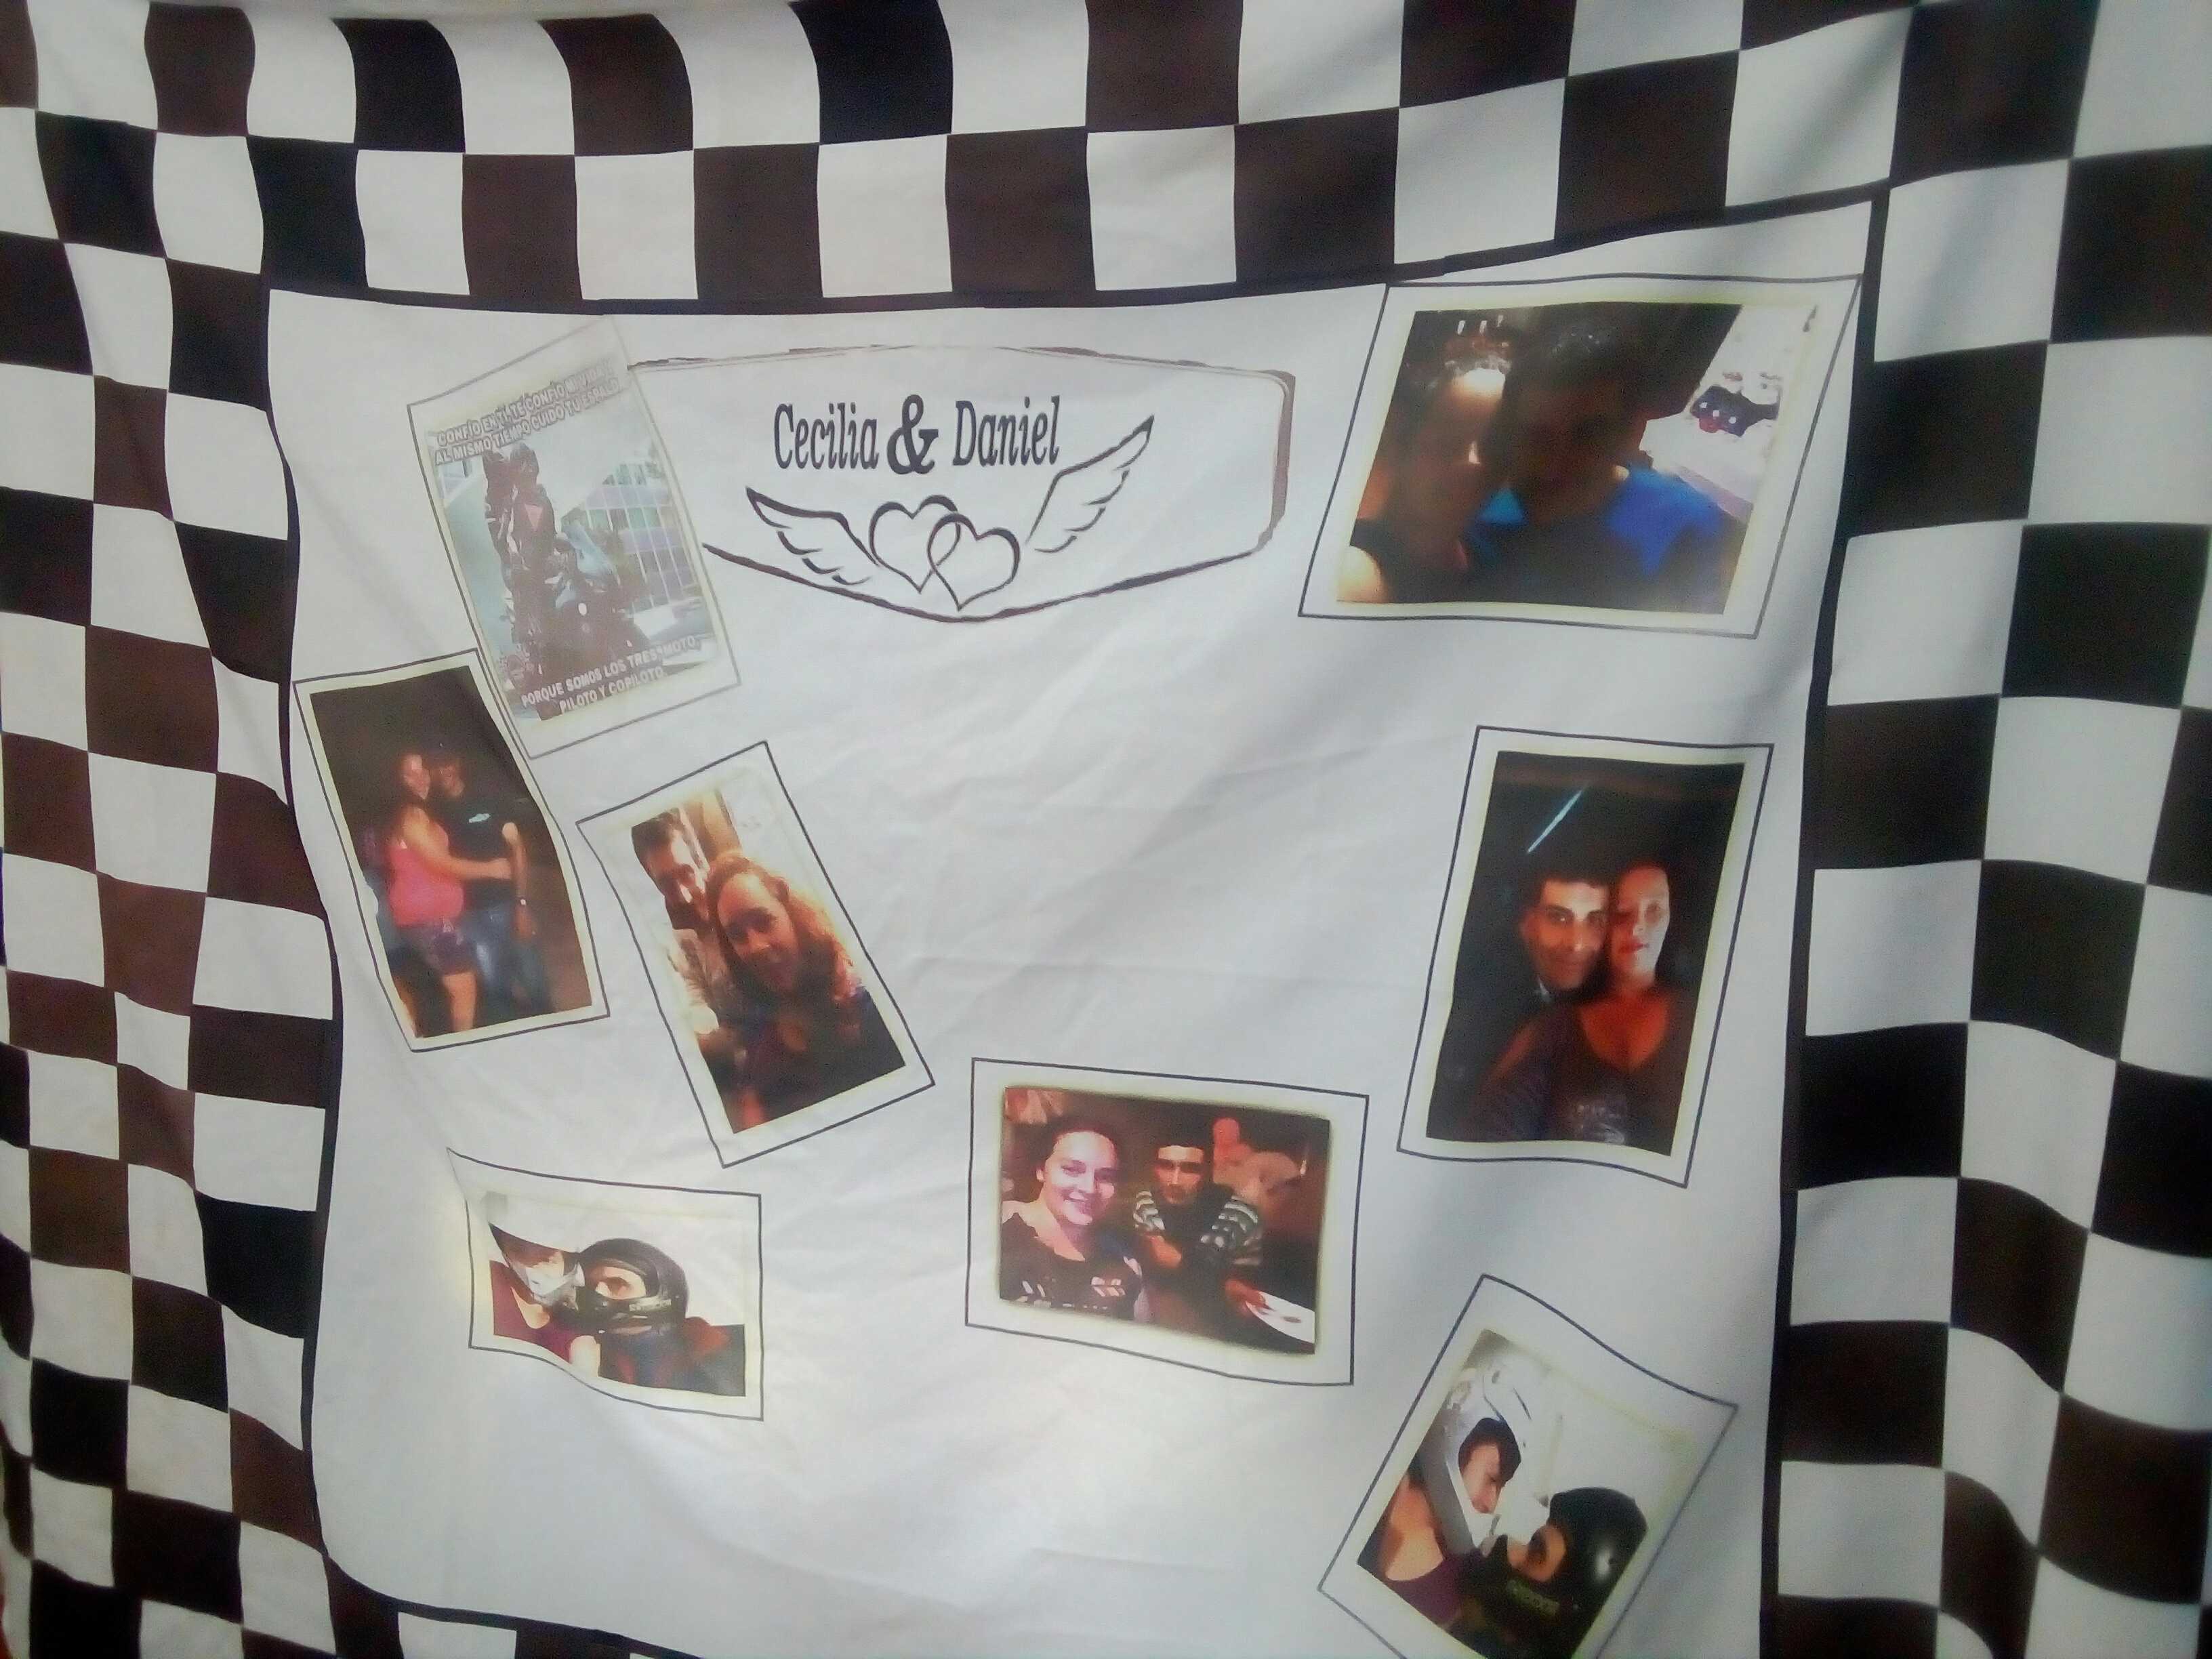 Cecilia & Daniel
CONFÍO EN TI, TE CONFÍO MI VIDA Y
AL MISMO TIEMPO CUIDO TU ESPALDA
PORQUE SOMOS LOS TRES: MOTO,
PILOTO Y COPILOTO